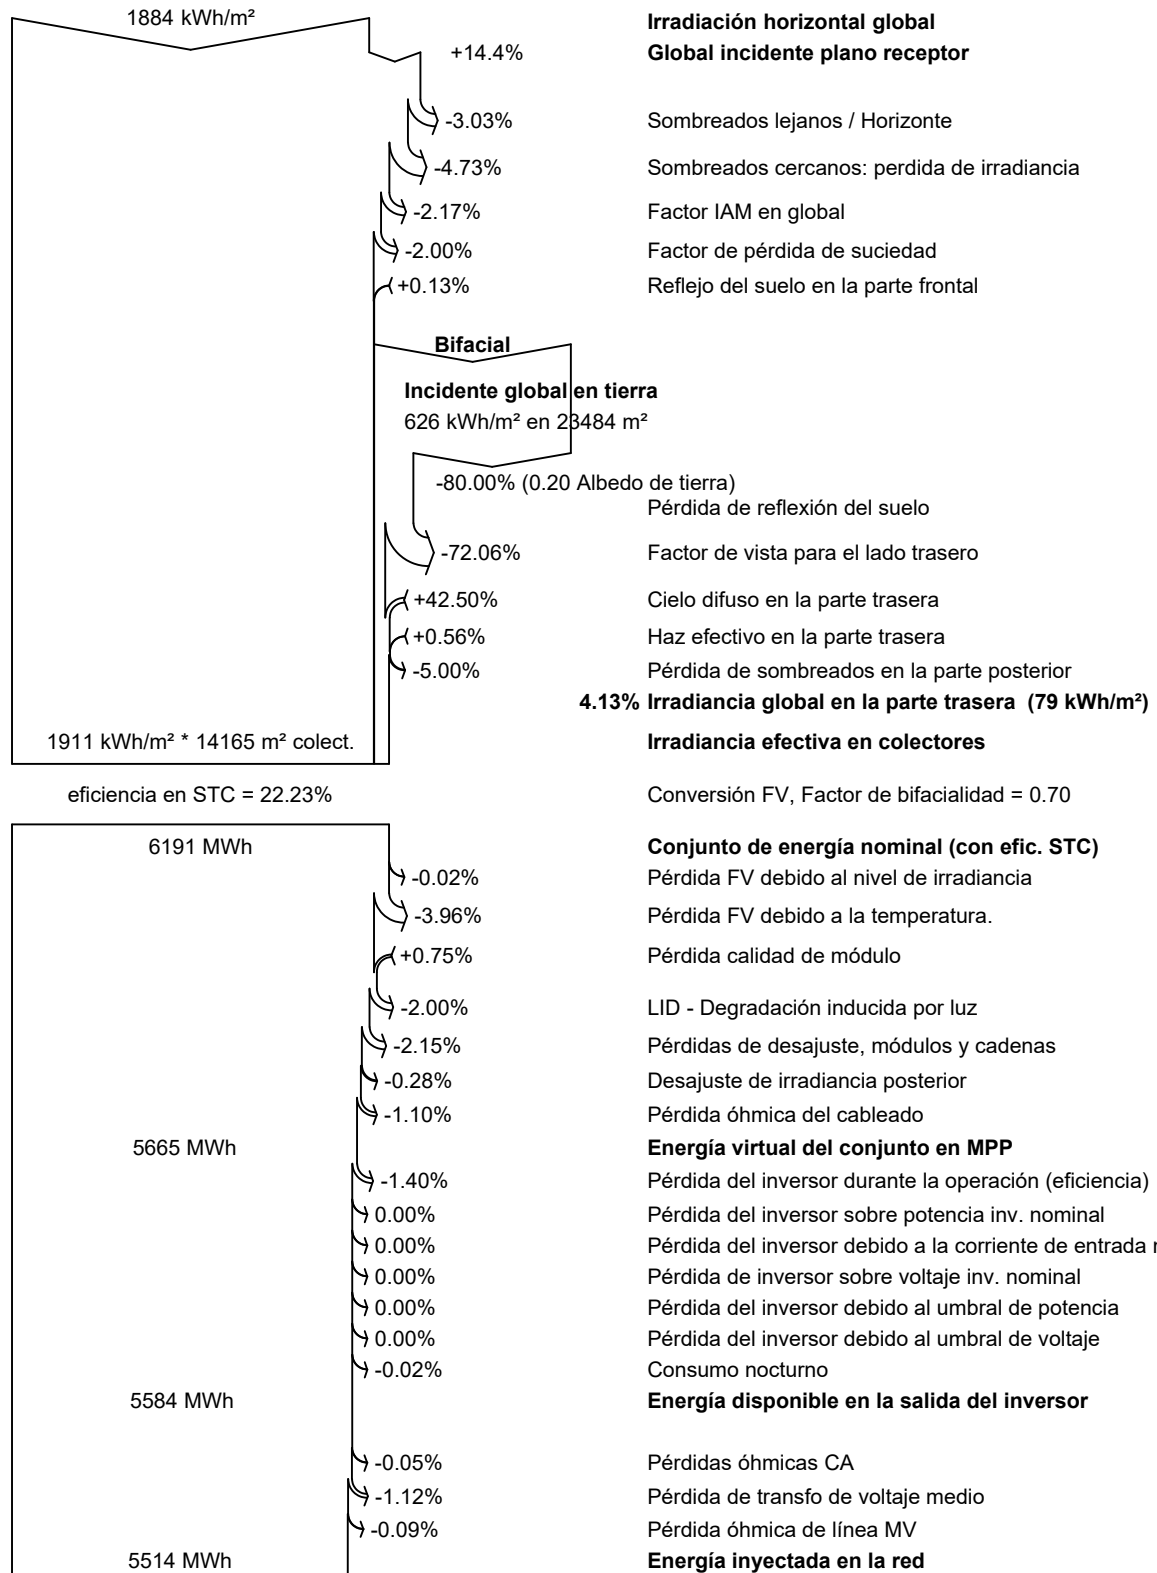 1884 kWh/m² Irradiación horizontal global
+14.4% Global incidente plano receptor
-3.03% Sombreados lejanos / Horizonte
-4.73% Sombreados cercanos: perdida de irradiancia
-2.17% Factor IAM en global
-2.00% Factor de pérdida de suciedad
+0.13% Reflejo del suelo en la parte frontal
Bifacial
Incidente global en tierra
626 kWh/m² en 23484 m²
-80.00% (0.20 Albedo de tierra)
Pérdida de reflexión del suelo
-72.06% Factor de vista para el lado trasero
+42.50% Cielo difuso en la parte trasera
+0.56% Haz efectivo en la parte trasera
-5.00% Pérdida de sombreados en la parte posterior
4.13% Irradiancia global en la parte trasera (79 kWh/m²)
1911 kWh/m² * 14165 m² colect. Irradiancia efectiva en colectores
eficiencia en STC = 22.23% Conversión FV, Factor de bifacialidad = 0.70
6191 MWh Conjunto de energía nominal (con efic. STC)
-0.02% Pérdida FV debido al nivel de irradiancia
-3.96% Pérdida FV debido a la temperatura.
+0.75% Pérdida calidad de módulo
-2.00% LID - Degradación inducida por luz
-2.15% Pérdidas de desajuste, módulos y cadenas
-0.28% Desajuste de irradiancia posterior
-1.10% Pérdida óhmica del cableado
5665 MWh Energía virtual del conjunto en MPP
-1.40% Pérdida del inversor durante la operación (eficiencia)
0.00% Pérdida del inversor sobre potencia inv. nominal
0.00% Pérdida del inversor debido a la corriente de entrada
0.00% Pérdida de inversor sobre voltaje inv. nominal
0.00% Pérdida del inversor debido al umbral de potencia
0.00% Pérdida del inversor debido al umbral de voltaje
-0.02% Consumo nocturno
5584 MWh Energía disponible en la salida del inversor
-0.05% Pérdidas óhmicas CA
-1.12% Pérdida de transfo de voltaje medio
-0.09% Pérdida óhmica de línea MV
5514 MWh Energía inyectada en la red